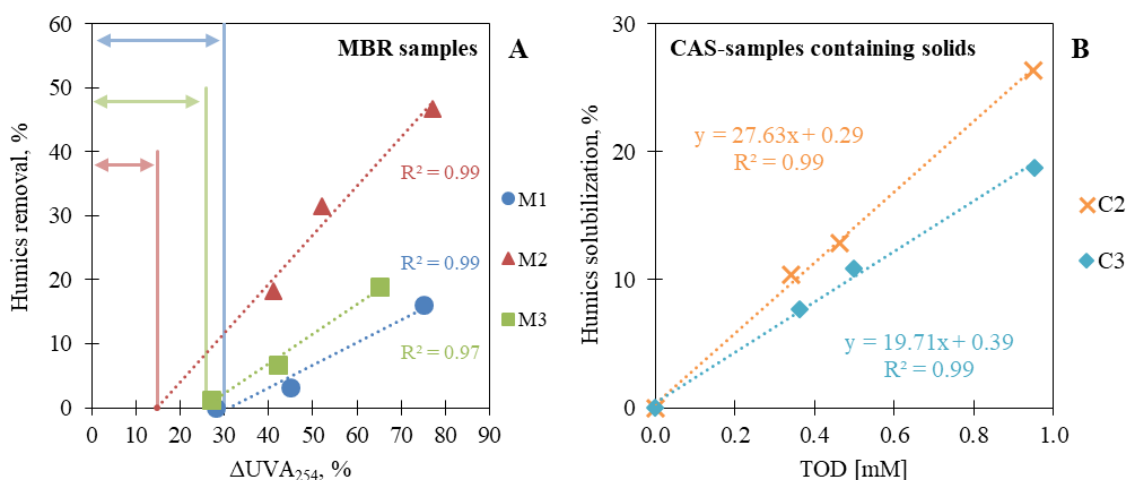 MBR samples
A
Humics removal, %
60
50
40
30
20
10
0
0 10 20 30 40 50 60 70 80 90
ΔUVA₂₅₄, %
R² = 0.99
R² = 0.99
R² = 0.97
M1
M2
M3
CAS-samples containing solids
B
Humics solubilization, %
30
20
10
0
0.0 0.2 0.4 0.6 0.8 1.0
TOD [mM]
y = 27.63x + 0.29
R² = 0.99
y = 19.71x + 0.39
R² = 0.99
C2
C3